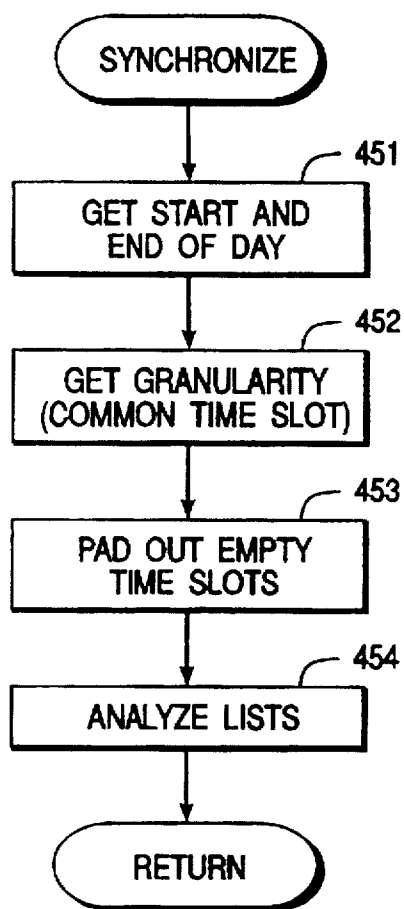 SYNCHRONIZE
451
GET START AND
END OF DAY
452
GET GRANULARITY
(COMMON TIME SLOT)
453
PAD OUT EMPTY
TIME SLOTS
454
ANALYZE LISTS
RETURN